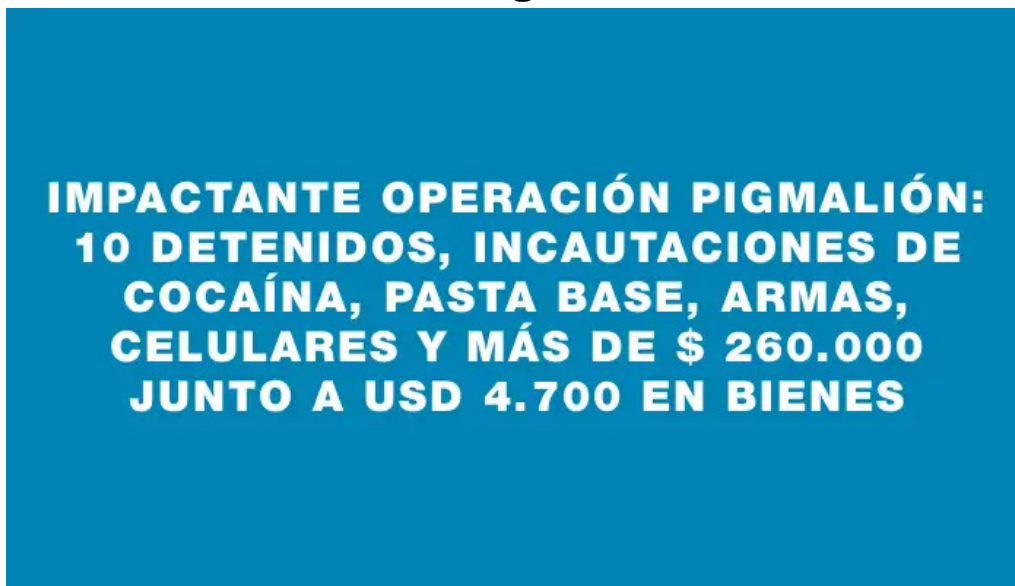 IMPACTANTE OPERACIÓN PIGMALIÓN:
10 DETENIDOS, INCAUTACIONES DE
COCAÍNA, PASTA BASE, ARMAS,
CELULARES Y MÁS DE $ 260.000
JUNTO A USD 4.700 EN BIENES